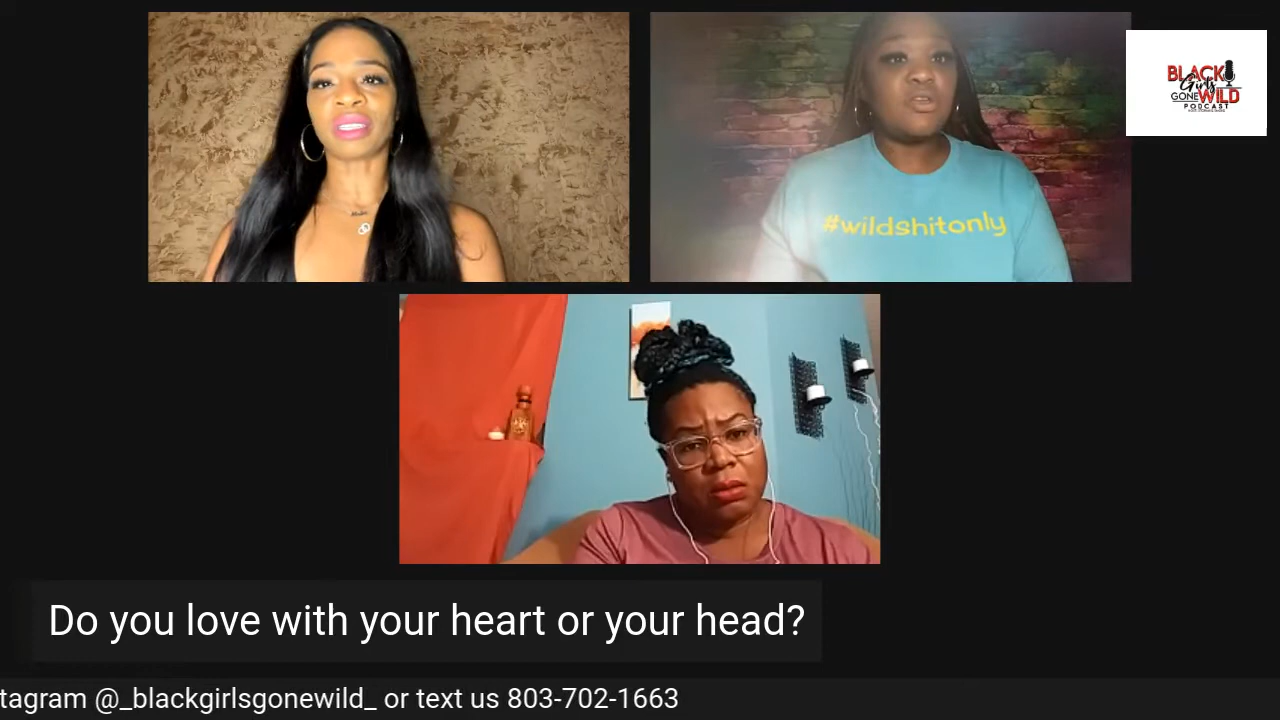 BLACK
Girls
GONE WILD
PODCAST
#wildshitonly
Do you love with your heart or your head?
tagram @_blackgirlsgonewild_ or text us 803-702-1663